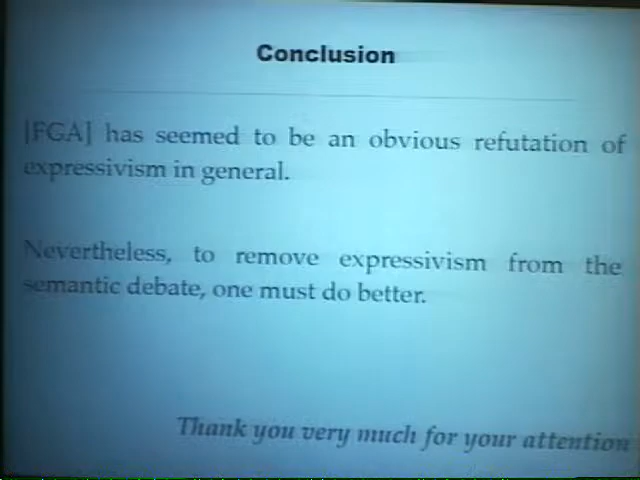 Conclusion
[FGA] has seemed to be an obvious refutation of
expressivism in general.
Nevertheless, to remove expressivism from the
semantic debate, one must do better.
Thank you very much for your attention